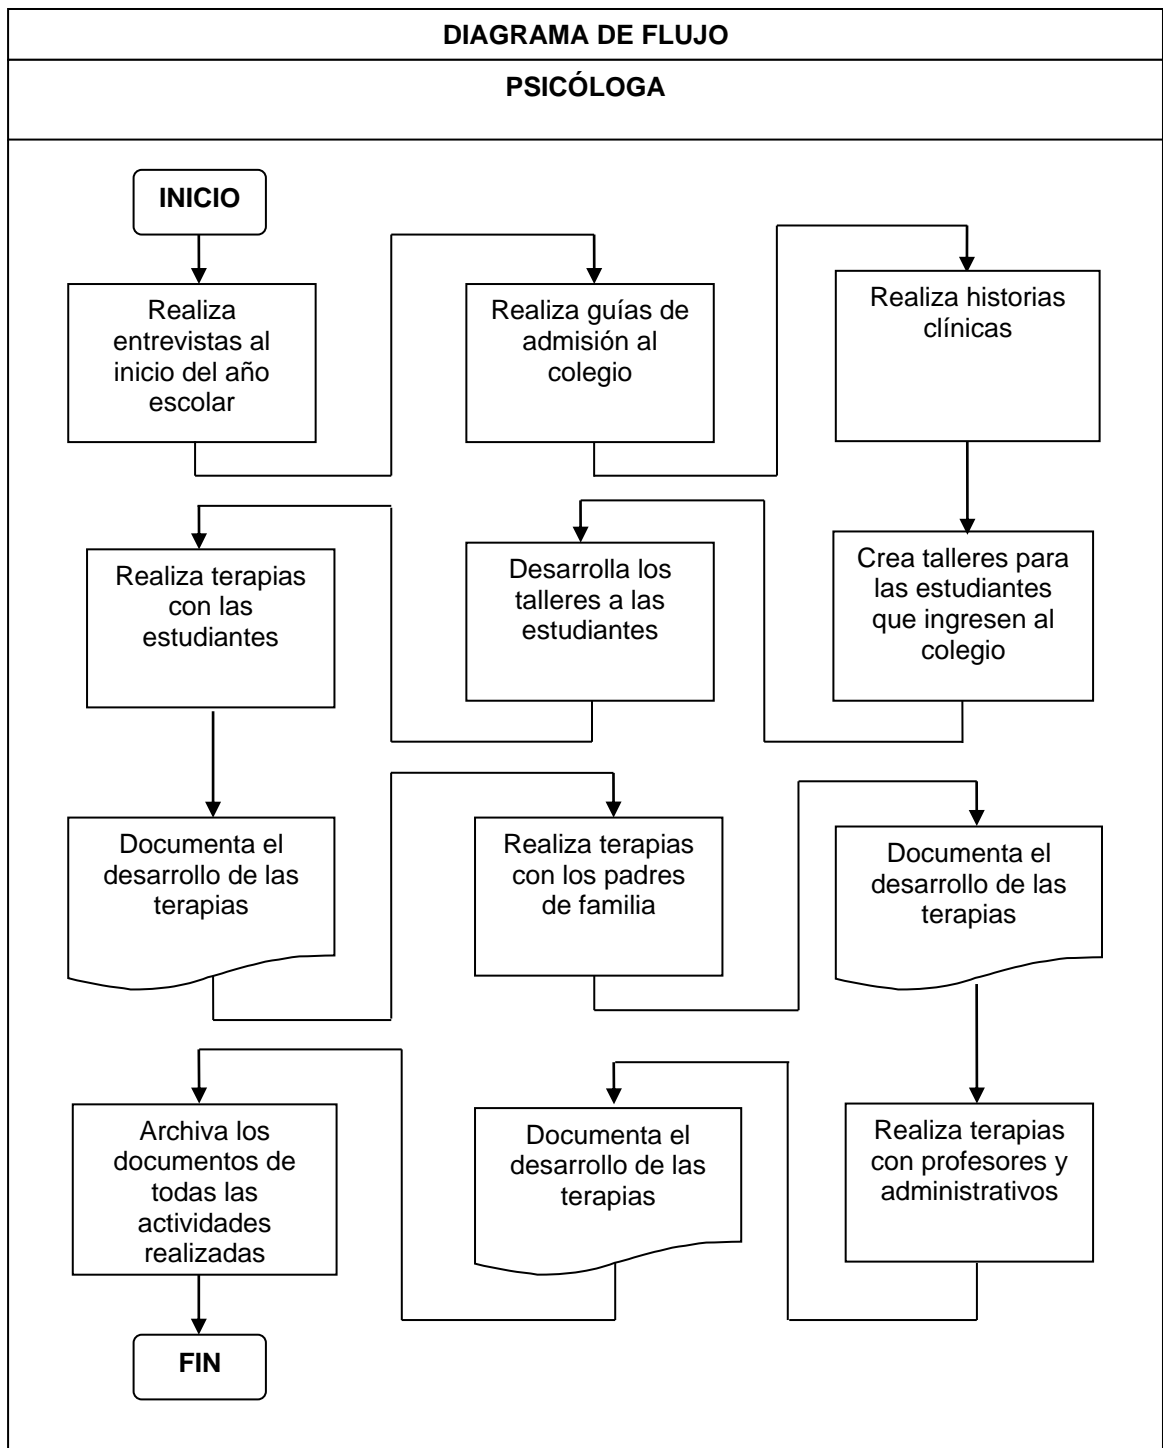 DIAGRAMA DE FLUJO
PSICÓLOGA
INICIO
Realiza
entrevistas al
inicio del año
escolar
Realiza guías de
admisión al
colegio
Realiza historias
clínicas
Crea talleres para
las estudiantes
que ingresen al
colegio
Desarrolla los
talleres a las
estudiantes
Realiza terapias
con las
estudiantes
Documenta el
desarrollo de las
terapias
Realiza terapias
con los padres
de familia
Documenta el
desarrollo de las
terapias
Realiza terapias
con profesores y
administrativos
Documenta el
desarrollo de las
terapias
Archiva los
documentos de
todas las
actividades
realizadas
FIN